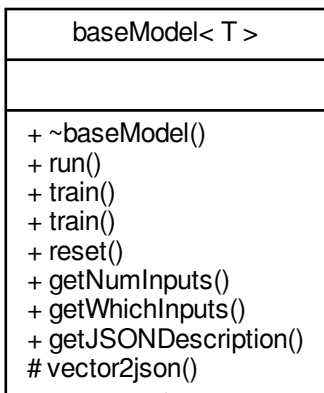 baseModel< T >
+ ~baseModel()
+ run()
+ train()
+ train()
+ reset()
+ getNumInputs()
+ getWhichInputs()
+ getJSONDescription()
# vector2json()